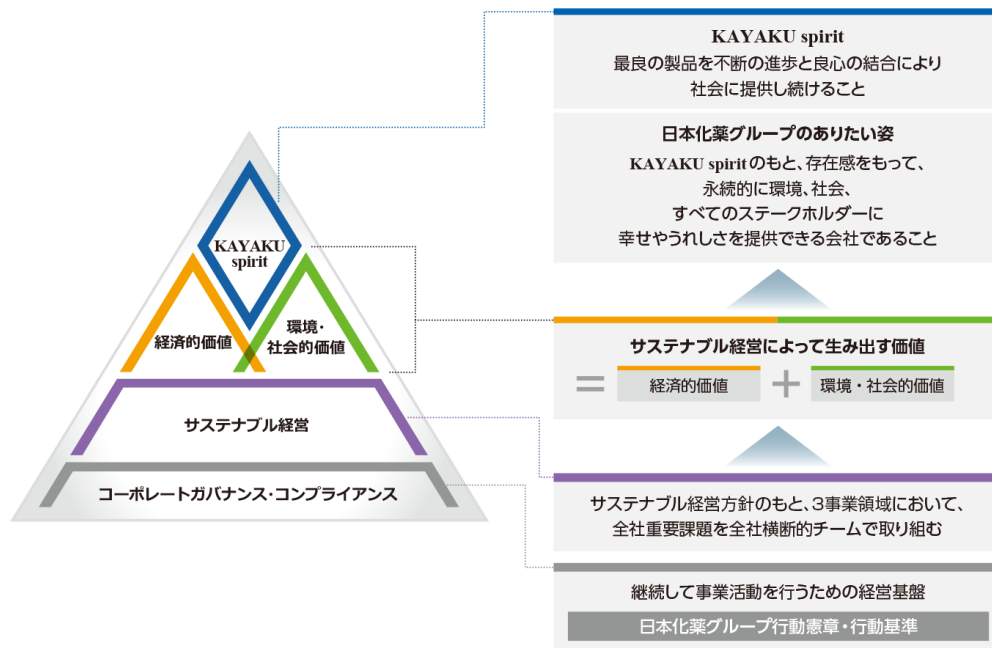 KAYAKU
spirit
経済的価値
環境・
社会的価値
サステナブル経営
コーポレートガバナンス・コンプライアンス
KAYAKU spirit
最良の製品を不断の進歩と良心の結合により
社会に提供し続けること
日本化薬グループのありたい姿
KAYAKU spiritのもと、存在感をもって、
永続的に環境、社会、
すべてのステークホルダーに
幸せやうれしさを提供できる会社であること
サステナブル経営によって生み出す価値
= 経済的価値 + 環境・社会的価値
サステナブル経営方針のもと、3事業領域において、
全社重要課題を全社横断的チームで取り組む
継続して事業活動を行うための経営基盤
日本化薬グループ行動憲章・行動基準